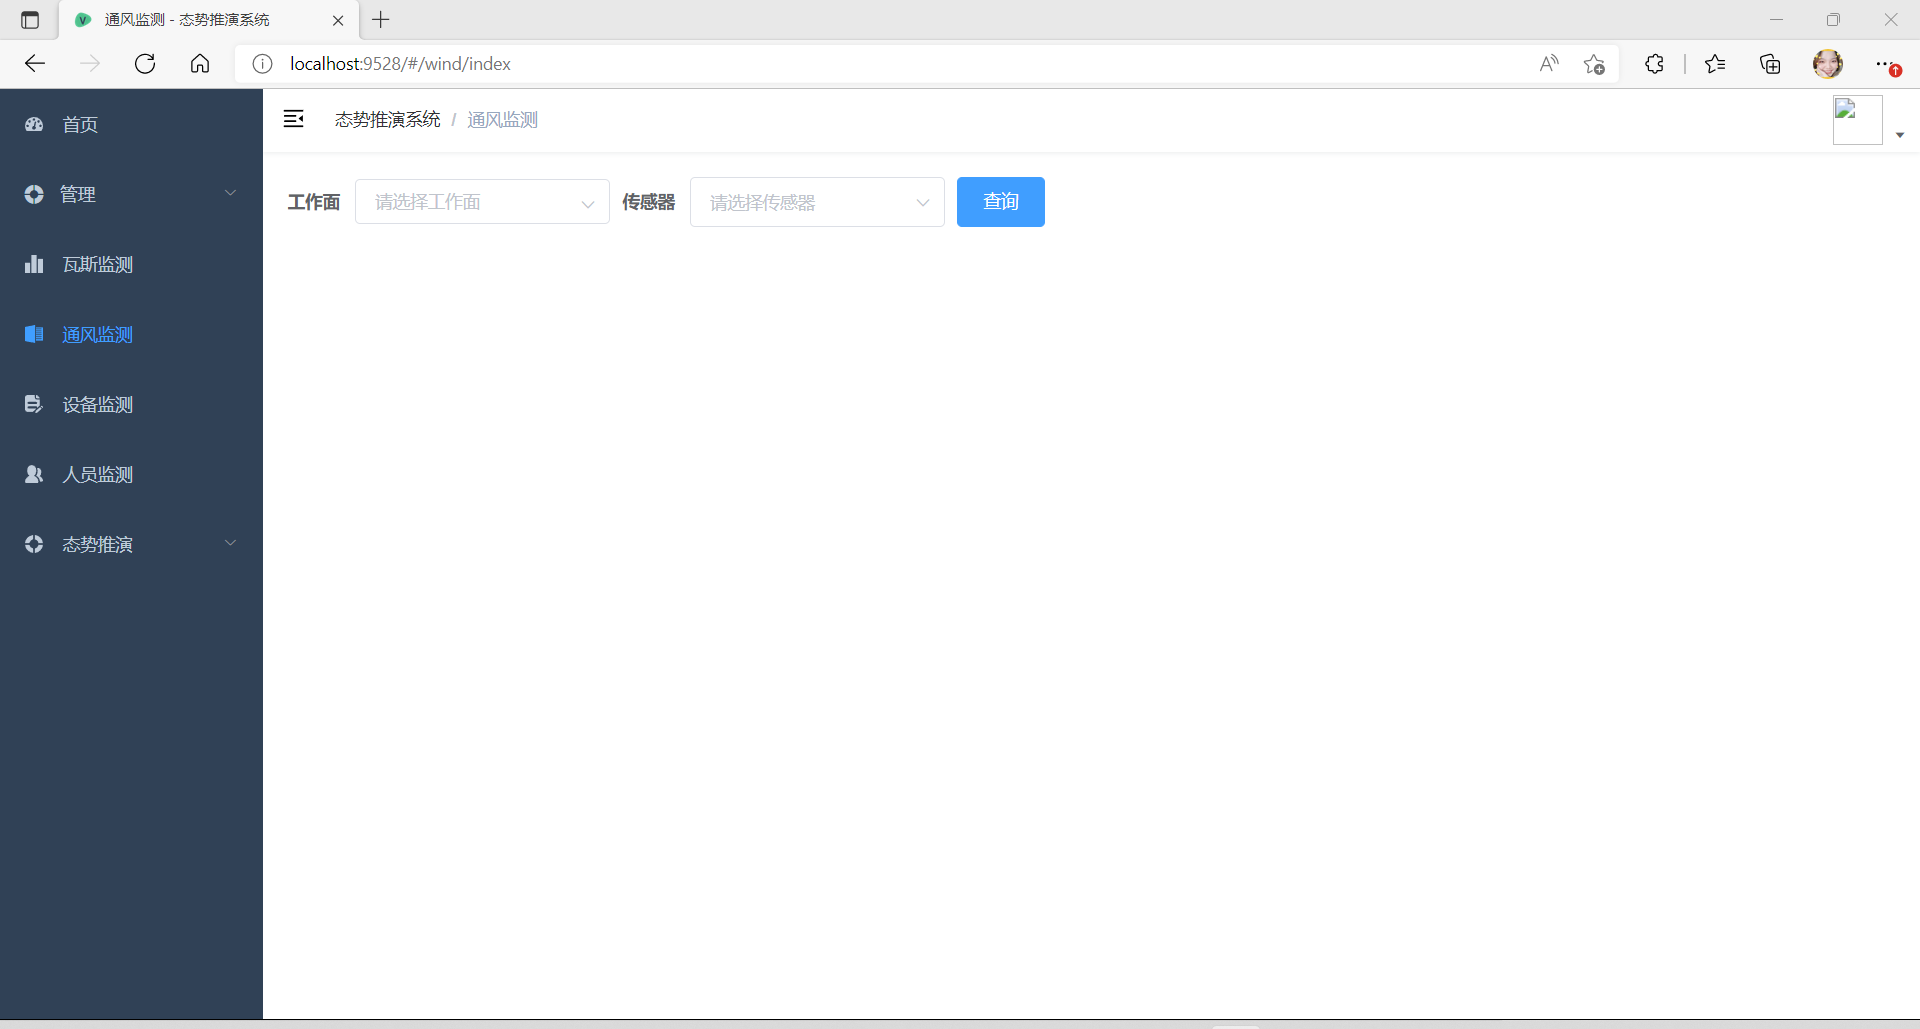 通风监测 - 态势推演系统
localhost:9528/#/wind/index
首页
管理
瓦斯监测
通风监测
设备监测
人员监测
态势推演
态势推演系统 / 通风监测
工作面 请选择工作面 传感器 请选择传感器 查询